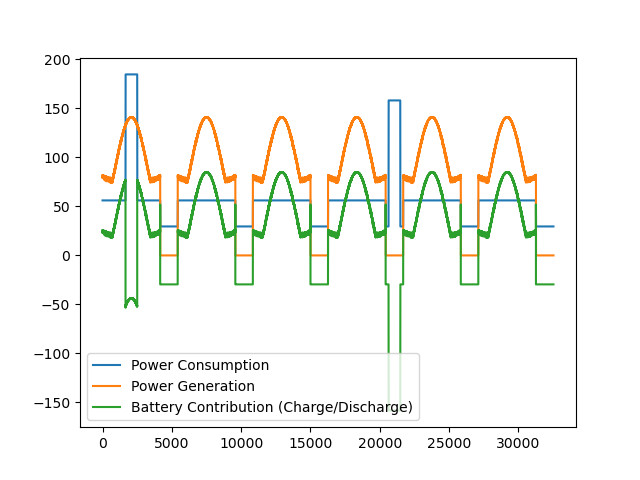 200
150
100
50
0
−50
−100
−150
Power Consumption
Power Generation
Battery Contribution (Charge/Discharge)
0 5000 10000 15000 20000 25000 30000